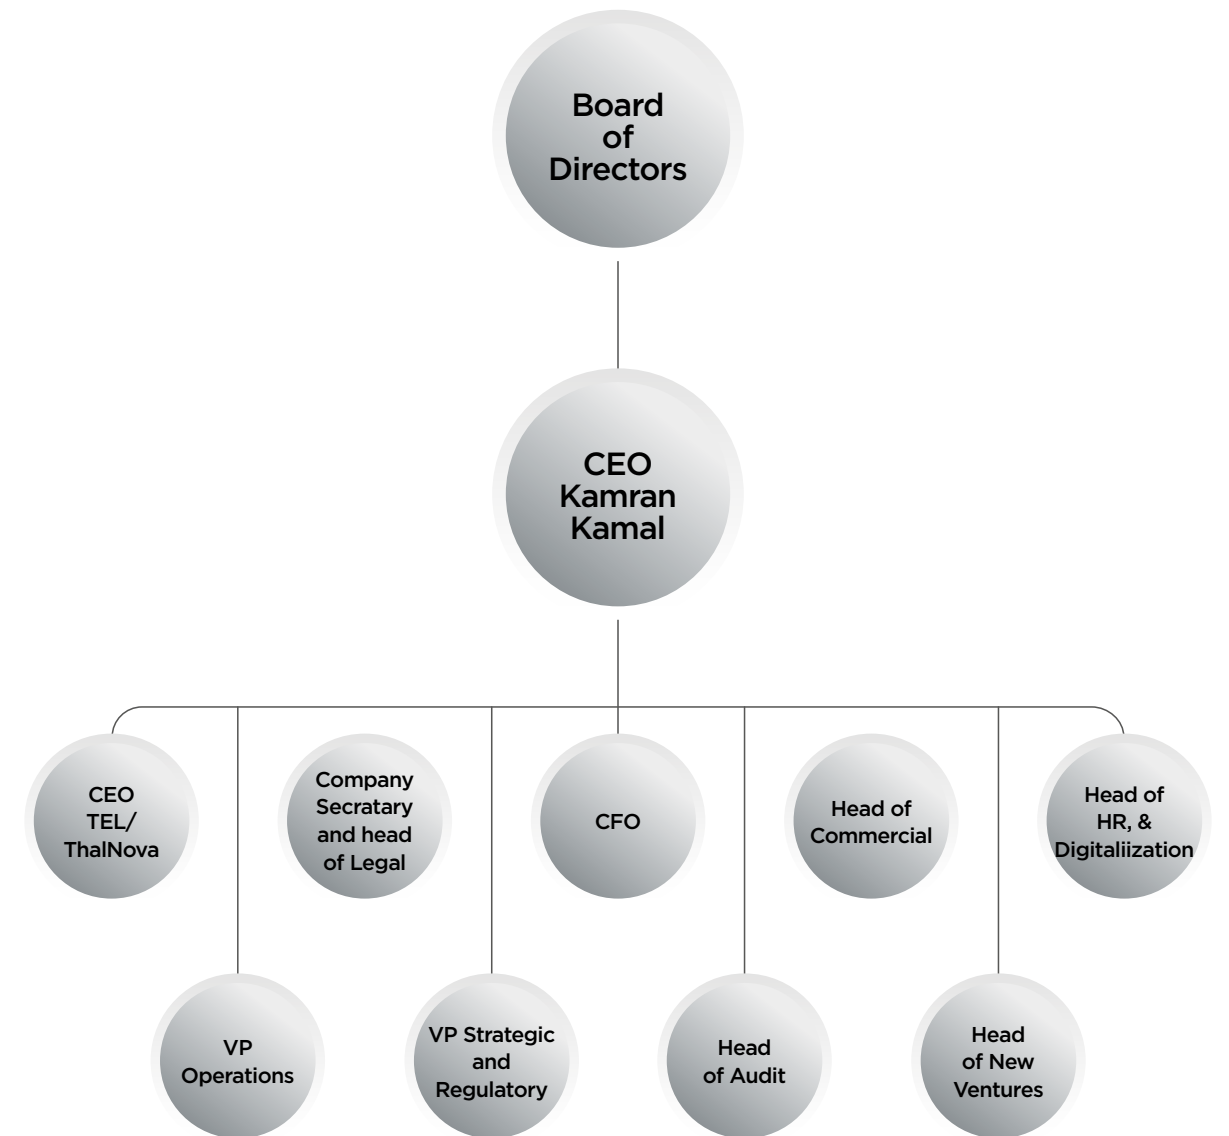 Board
of
Directors
CEO
Kamran
Kamal
CEO
TEL/
ThalNova
Company
Secratary
and head
of Legal
CFO
Head of
Commercial
Head of
HR, &
Digitaliization
VP
Operations
VP Strategic
and
Regulatory
Head
of Audit
Head
of New
Ventures